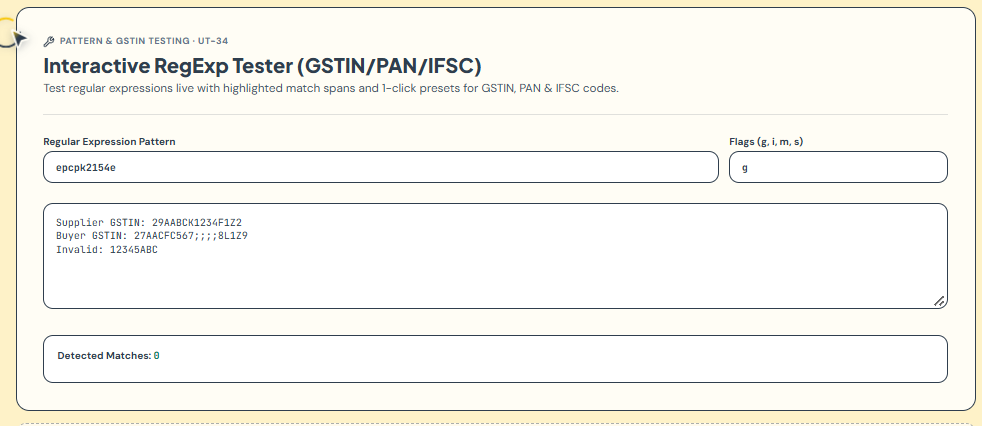 PATTERN & GSTIN TESTING · UT-34
Interactive RegExp Tester (GSTIN/PAN/IFSC)
Test regular expressions live with highlighted match spans and 1-click presets for GSTIN, PAN & IFSC codes.
Regular Expression Pattern
Flags (g, i, m, s)
epcpk2154e
g
Supplier GSTIN: 29AABCK1234F1Z2
Buyer GSTIN: 27AACFC567;;;;8L1Z9
Invalid: 12345ABC
Detected Matches: 0